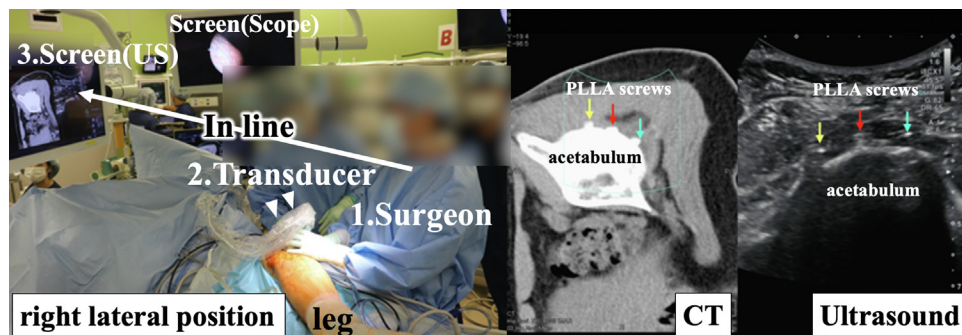 Screen(Scope)
3.Screen(US)
B
In line
2.Transducer
1.Surgeon
right lateral position
leg
PLLA screws
acetabulum
CT
CT
PLLA screws
acetabulum
Ultrasound